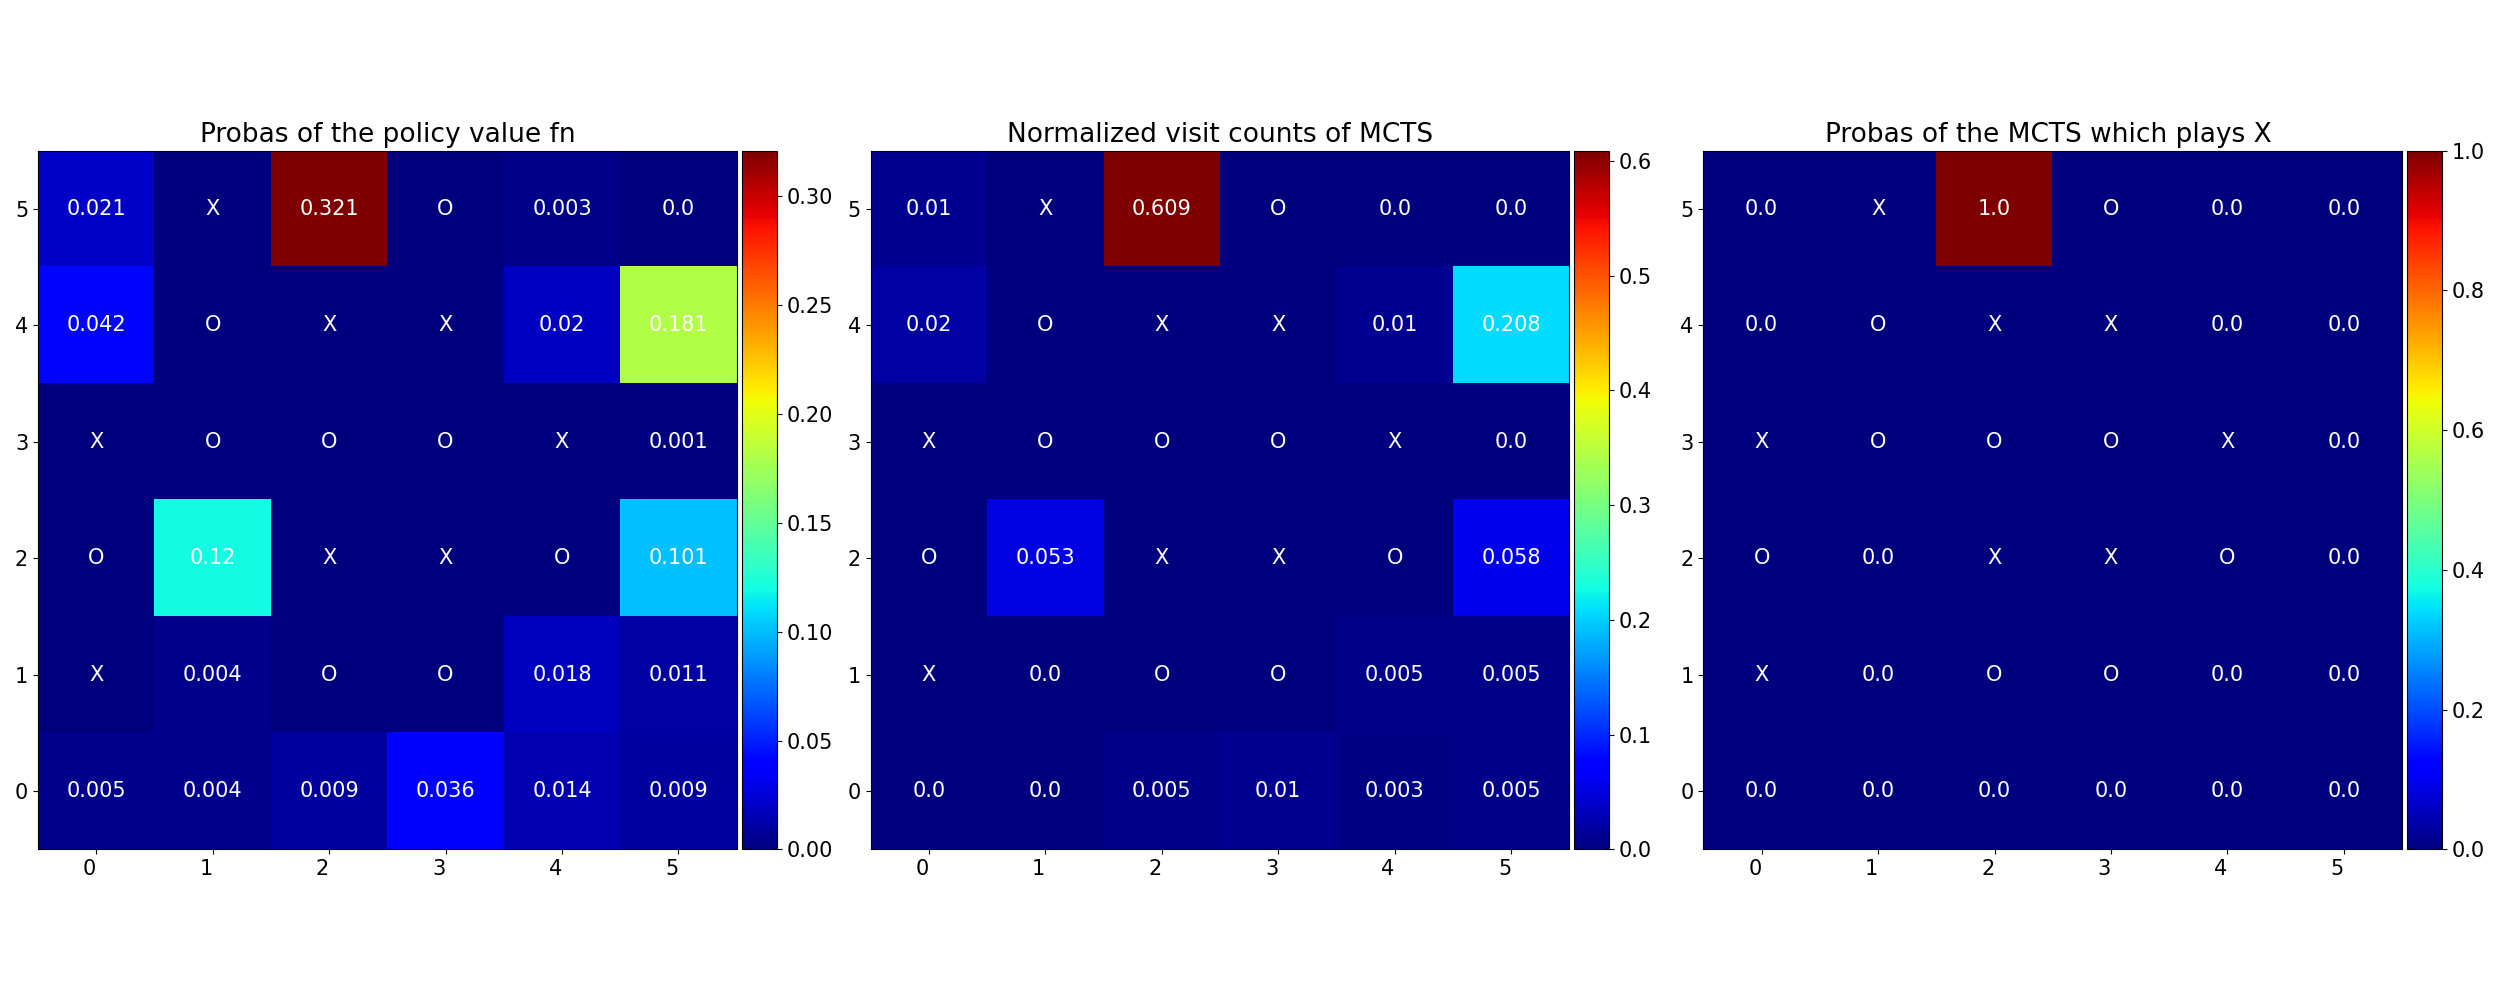 Probas of the policy value fn
5 0.021 X 0.321 O 0.003 0.0
4 0.042 O X X 0.02 0.181
3 X O O O X 0.001
2 O 0.12 X X O 0.101
1 X 0.004 O O 0.018 0.011
0 0.005 0.004 0.009 0.036 0.014 0.009
0 1 2 3 4 5
0.30
0.25
0.20
0.15
0.10
0.05
0.00
Normalized visit counts of MCTS
5 0.01 X 0.609 O 0.0 0.0
4 0.02 O X X 0.01 0.208
3 X O O O X 0.0
2 O 0.053 X X O 0.058
1 X 0.0 O O 0.005 0.005
0 0.0 0.0 0.005 0.01 0.003 0.005
0 1 2 3 4 5
0.6
0.5
0.4
0.3
0.2
0.1
0.0
Probas of the MCTS which plays X
5 0.0 X 1.0 O 0.0 0.0
4 0.0 O X X 0.0 0.0
3 X O O O X 0.0
2 O 0.0 X X O 0.0
1 X 0.0 O O 0.0 0.0
0 0.0 0.0 0.0 0.0 0.0 0.0
0 1 2 3 4 5
1.0
0.8
0.6
0.4
0.2
0.0